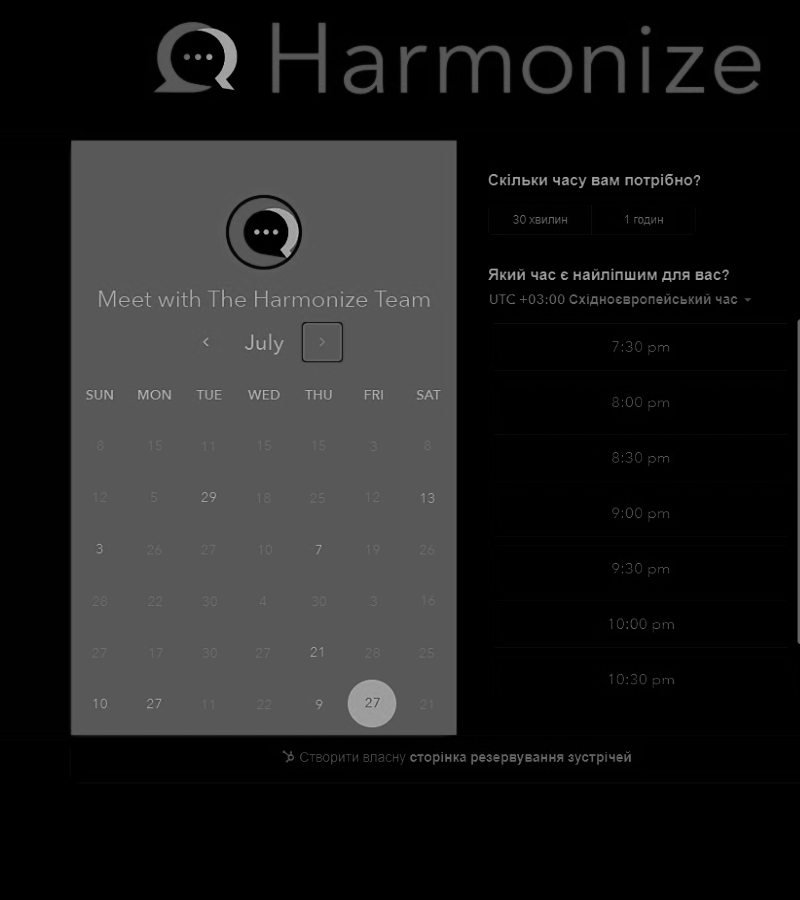 Harmonize
Meet with The Harmonize Team
July
SUN MON TUE WED THU FRI SAT
8 15 11 15 15 3 8
12 5 29 18 25 12 13
3 26 27 10 7 19 26
28 22 30 4 30 3 16
27 17 30 27 21 28 25
10 27 11 22 9 27 21
Скільки часу вам потрібно?
30 хвилин 1 годин
Який час є найліпшим для вас?
UTC +03:00 Східноєвропейський час
7:30 pm
8:00 pm
8:30 pm
9:00 pm
9:30 pm
10:00 pm
10:30 pm
Створити власну сторінка резервування зустрічей